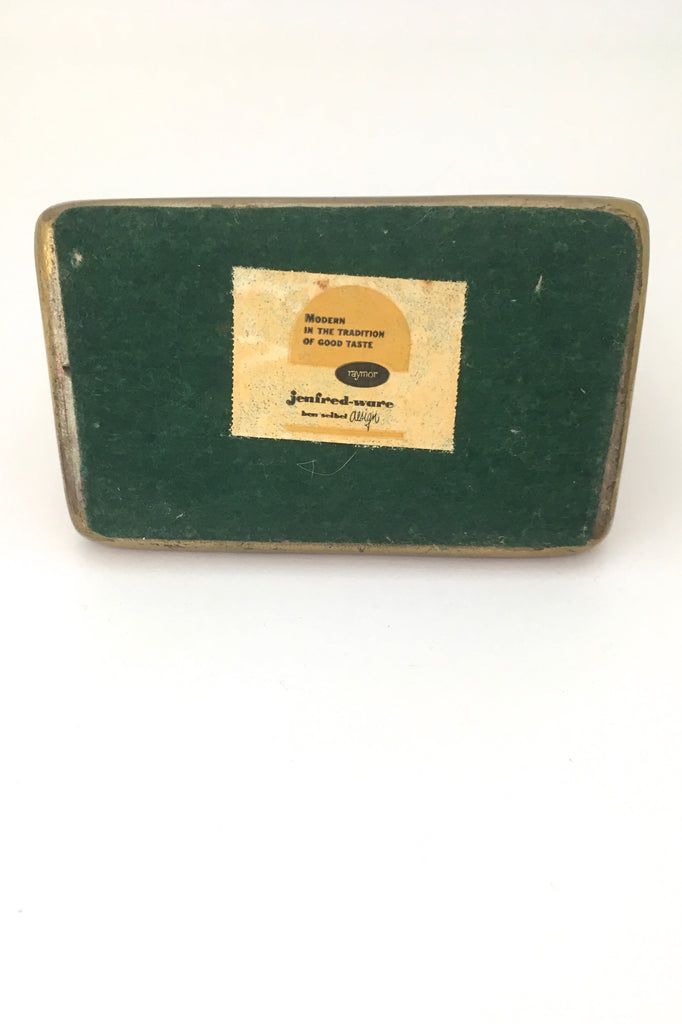 MODERN
IN THE TRADITION
OF GOOD TASTE
raymor
jenfred-ware
ben seibel design